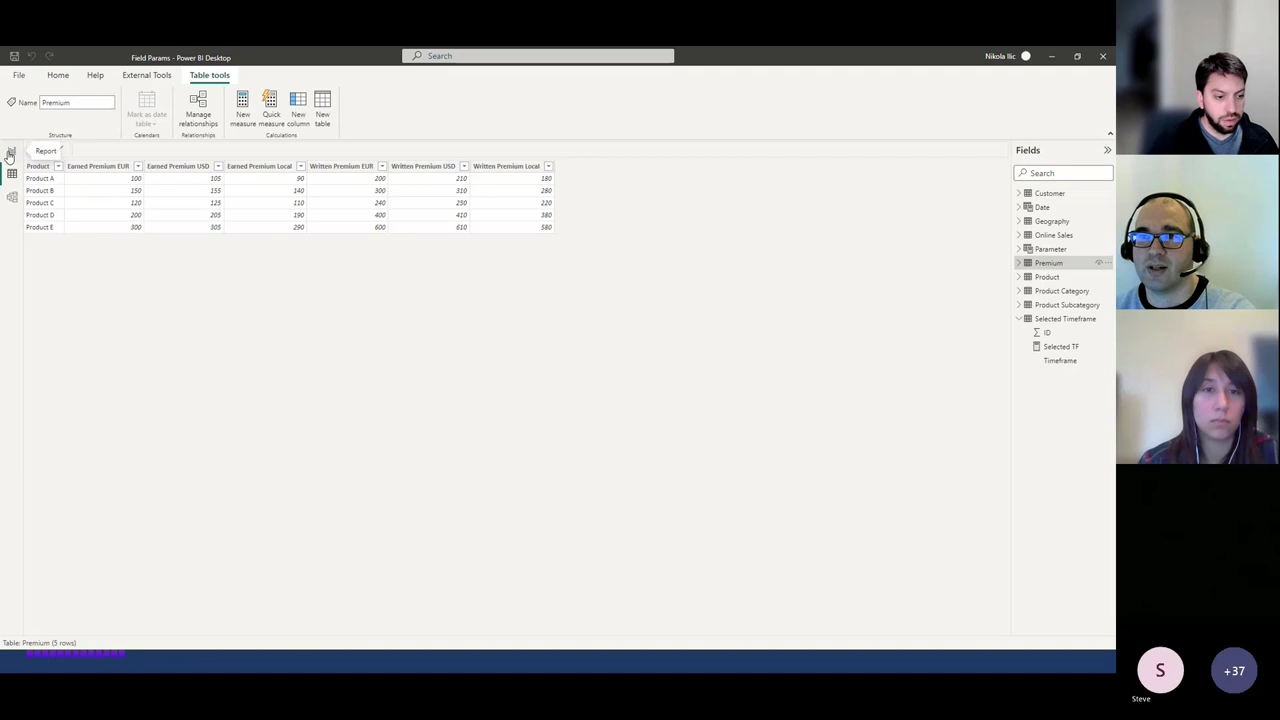 Field Params - Power BI Desktop
Search
Nikola Ilic
File Home Help External Tools Table tools
Name Premium
Mark as date table
Manage relationships
New measure
Quick measure
New column
New table
Structure Calendars Relationships Calculations
Report
Product Earned Premium EUR Earned Premium USD Earned Premium Local Written Premium EUR Written Premium USD Written Premium Local
Product A 100 105 90 200 210 180
Product B 150 155 140 300 310 280
Product C 120 125 110 240 250 220
Product D 200 205 190 400 410 380
Product E 300 305 290 600 610 580
Fields
Search
Customer
Date
Geography
Online Sales
Parameter
Premium
Product
Product Category
Product Subcategory
Selected Timeframe
ID
Selected TF
Timeframe
Table: Premium (5 rows)
S
Steve
+37